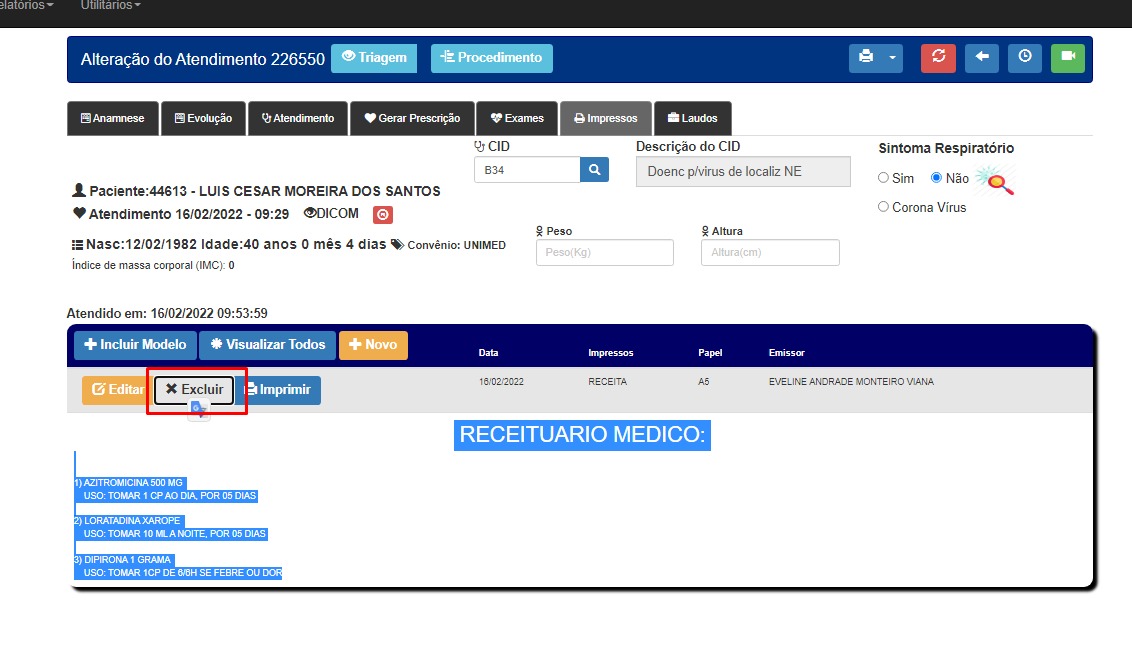 Relatórios Utilitários
Alteração do Atendimento 226550 Triagem Procedimento
Anamnese Evolução Atendimento Gerar Prescrição Exames Impressos Laudos
CID Descrição do CID Sintoma Respiratório
B34 Doenc p/virus de localiz NE
Sim Não
Paciente:44613 - LUIS CESAR MOREIRA DOS SANTOS
Corona Vírus
Atendimento 16/02/2022 - 09:29 DICOM
Peso Altura
Nasc:12/02/1982 Idade:40 anos 0 mês 4 dias Convênio: UNIMED
Peso(Kg) Altura(cm)
Índice de massa corporal (IMC): 0
Atendido em: 16/02/2022 09:53:59
Incluir Modelo Visualizar Todos Novo
Data Impressos Papel Emissor
Editar Excluir Imprimir
16/02/2022 RECEITA A5 EVELINE ANDRADE MONTEIRO VIANA
RECEITUARIO MEDICO:
1) AZITROMICINA 500 MG
USO: TOMAR 1 CP AO DIA, POR 05 DIAS
2) LORATADINA XAROPE
USO: TOMAR 10 ML A NOITE, POR 05 DIAS
3) DIPIRONA 1 GRAMA
USO: TOMAR 1CP DE 6/6H SE FEBRE OU DOR